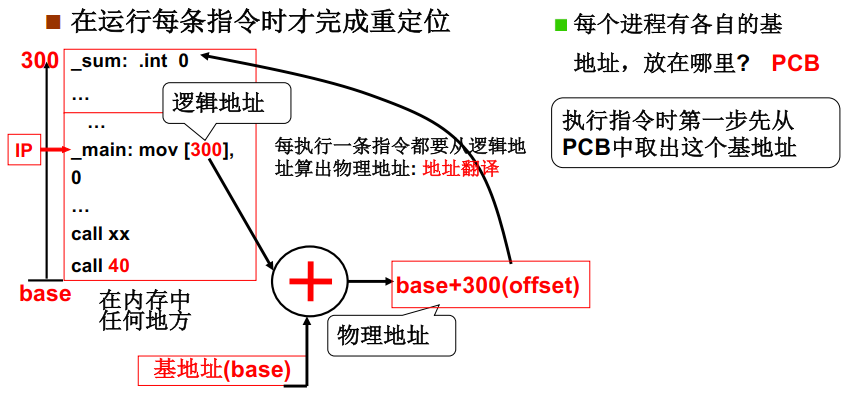 在运行每条指令时才完成重定位
300
_sum: .int 0
...
...
逻辑地址
IP
_main: mov [300],
0
...
call xx
call 40
base
在内存中
任何地方
每执行一条指令都要从逻辑地
址算出物理地址: 地址翻译
+
base+300(offset)
物理地址
基地址(base)
每个进程有各自的基
地址，放在哪里? PCB
执行指令时第一步先从
PCB中取出这个基地址